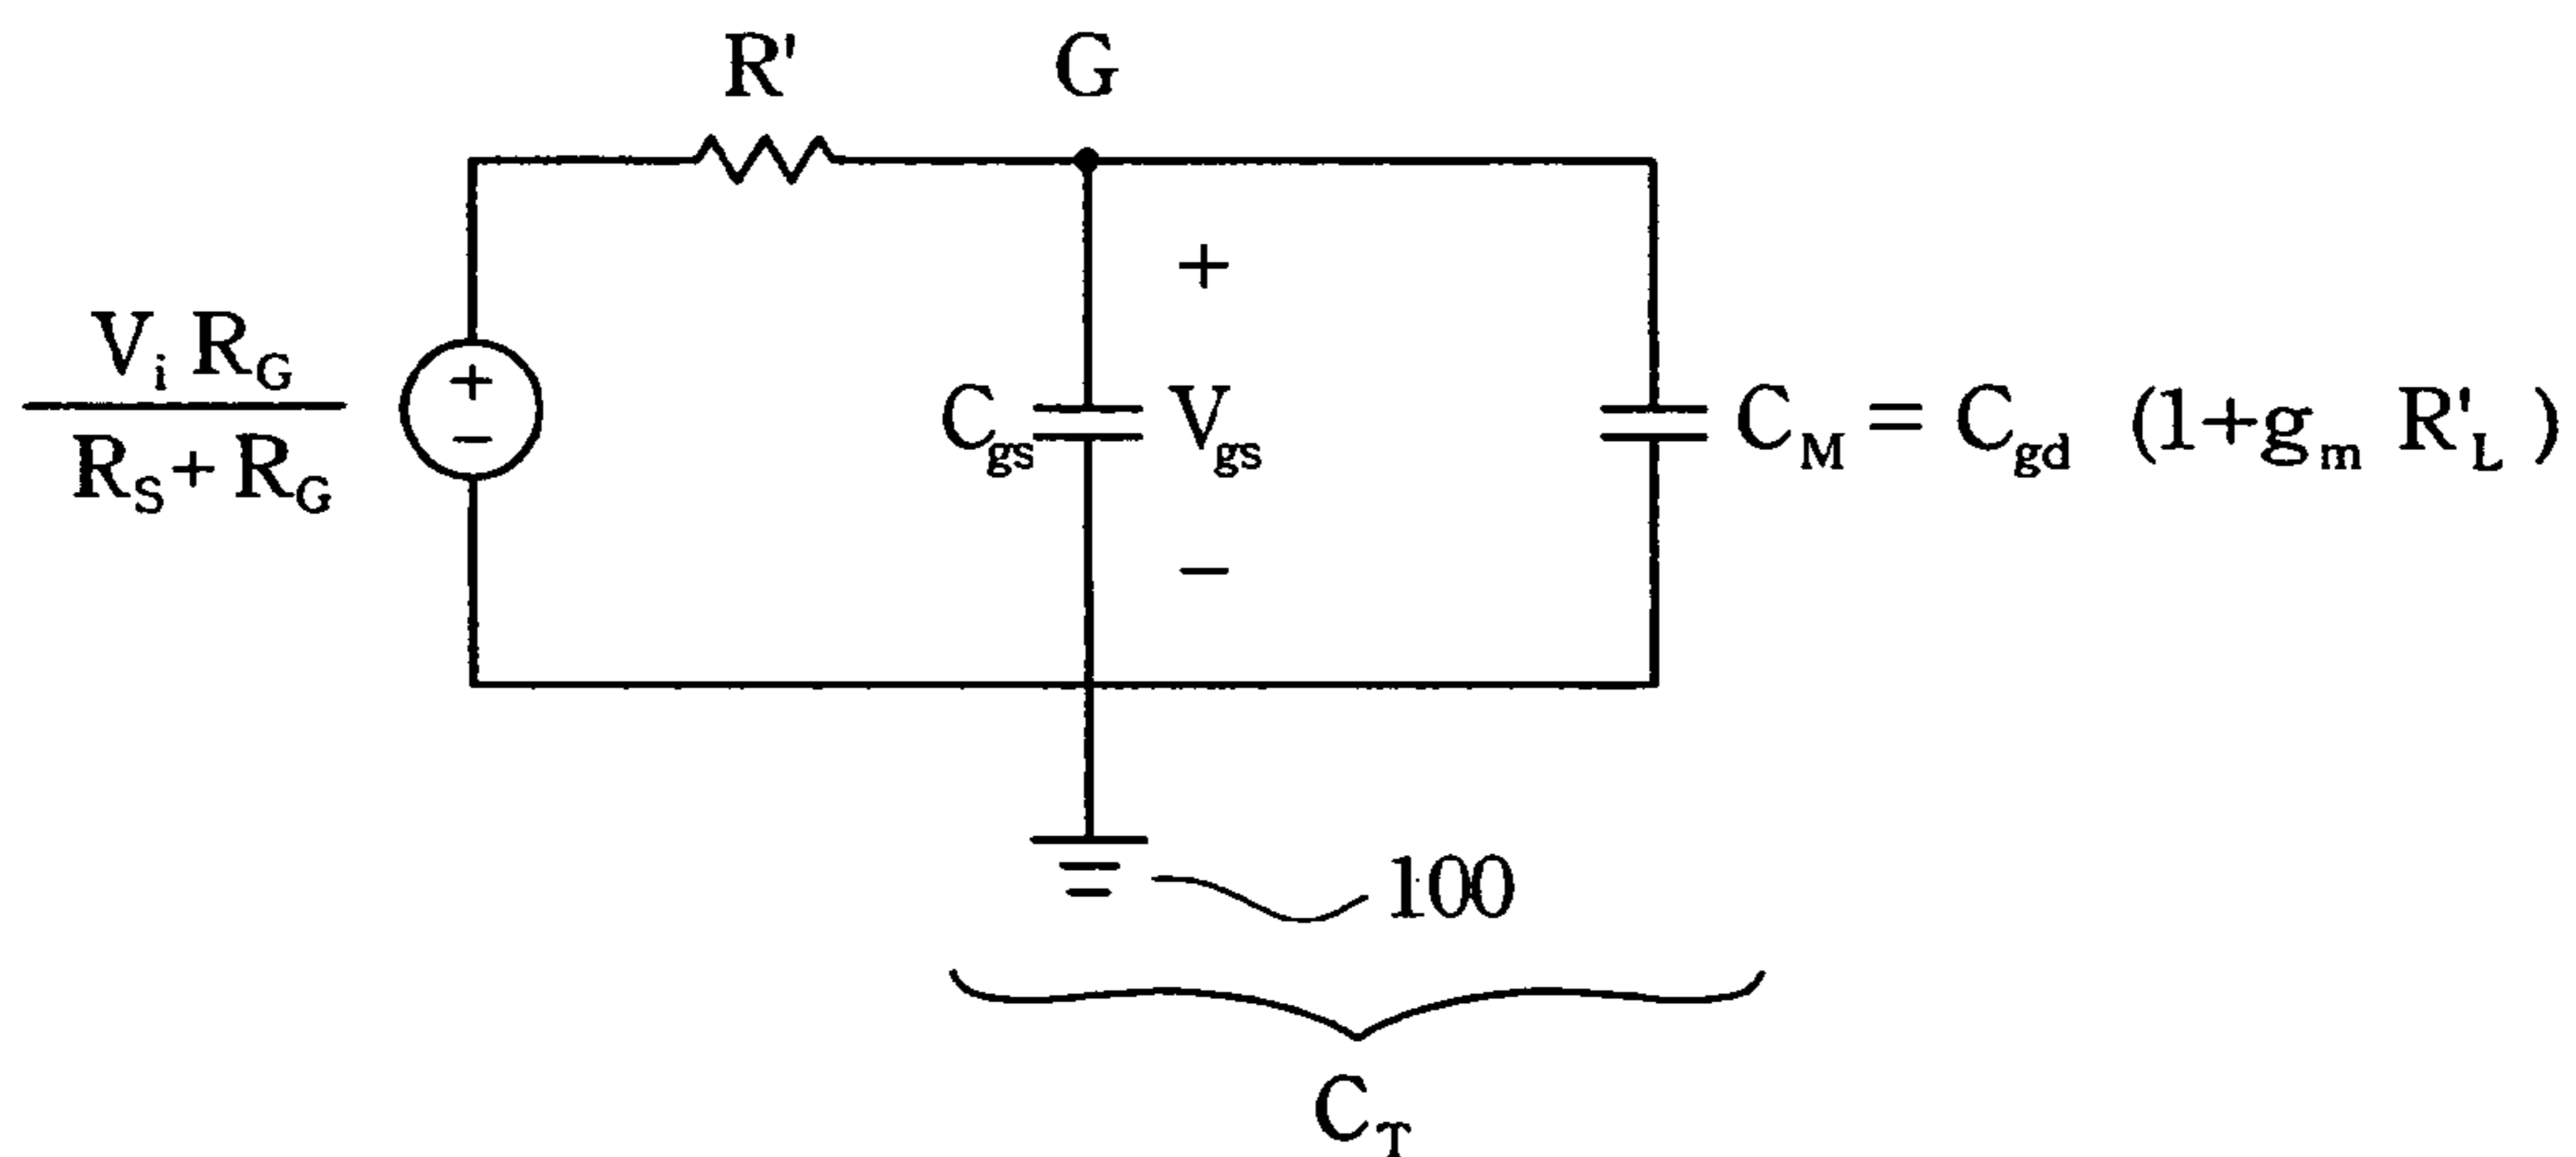 R'
G
V_i R_G
R_S + R_G
+
−
+
C_gs
V_gs
−
C_M = C_gd (1+g_m R'_L )
100
C_T